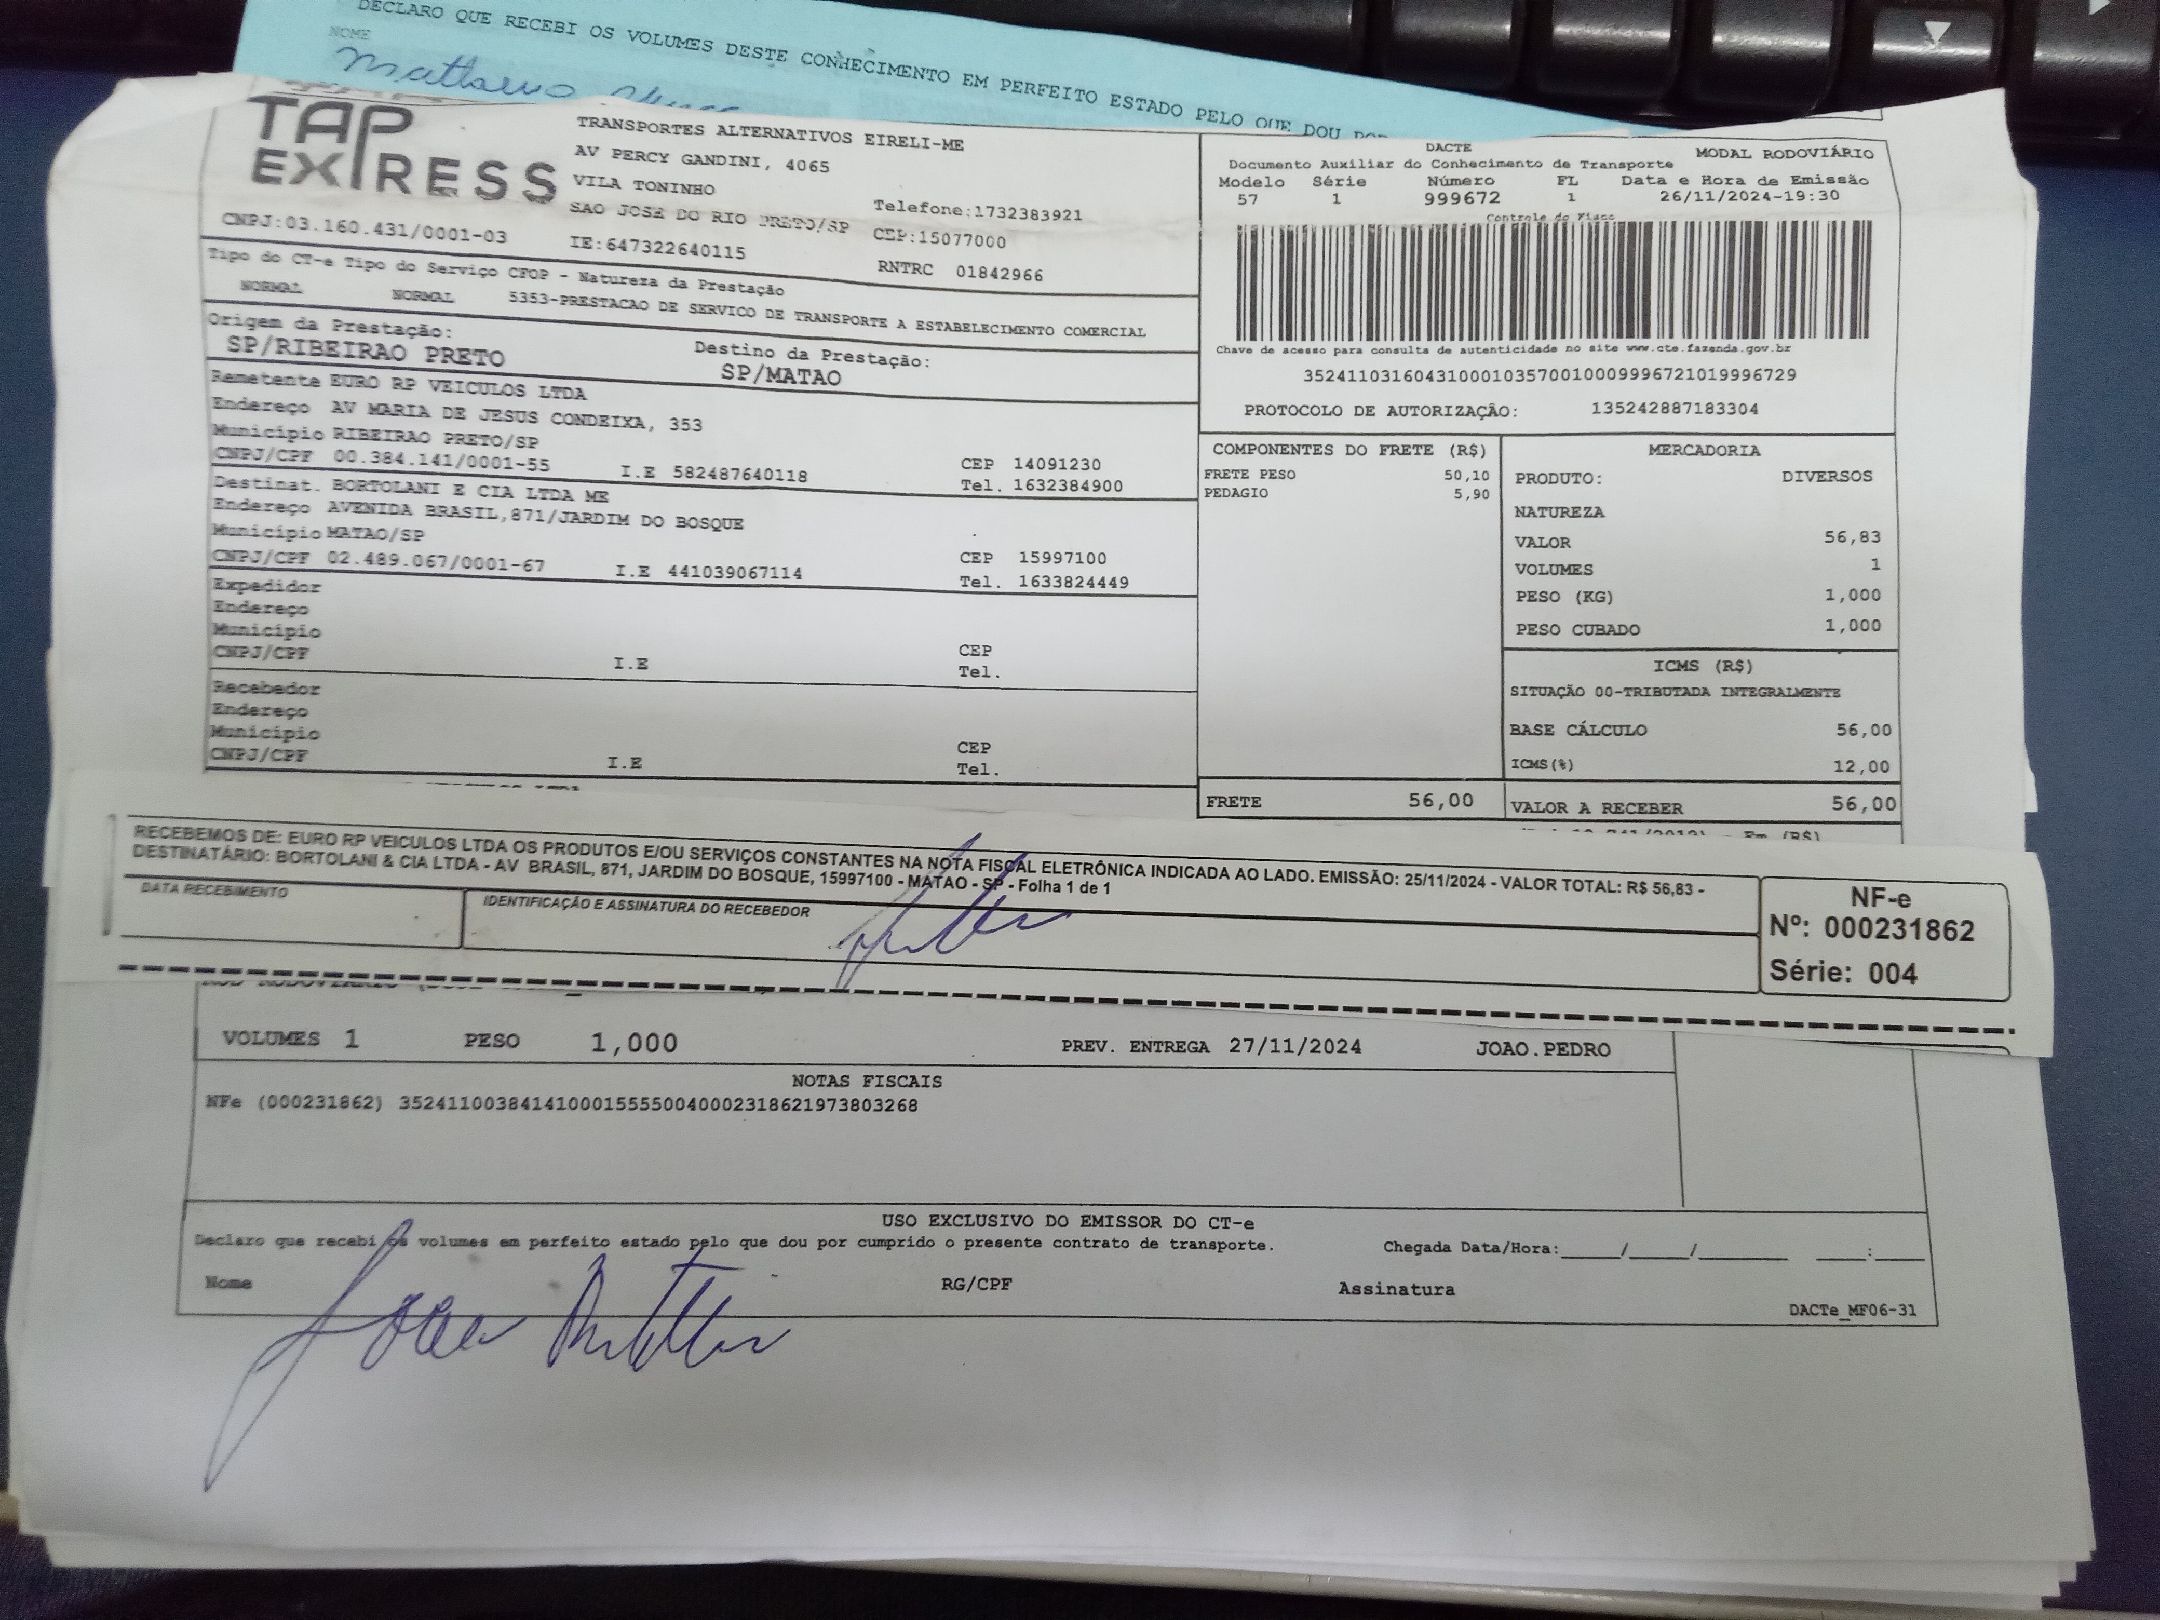 DECLARO QUE RECEBI OS VOLUMES DESTE CONHECIMENTO EM PERFEITO ESTADO PELO QUE DOU POR
NOME
TAP EXPRESS
TRANSPORTES ALTERNATIVOS EIRELI-ME
AV PERCY GANDINI, 4065
VILA TONINHO
SAO JOSE DO RIO PRETO/SP
Telefone:1732383921
CEP:15077000
CNPJ:03.160.431/0001-03
IE:647322640115
RNTRC 01842966
Tipo do CT-e Tipo do Serviço CFOP - Natureza da Prestação
NORMAL NORMAL 5353-PRESTACAO DE SERVICO DE TRANSPORTE A ESTABELECIMENTO COMERCIAL
Origem da Prestação: Destino da Prestação:
SP/RIBEIRAO PRETO SP/MATAO
Remetente EURO RP VEICULOS LTDA
Endereço AV MARIA DE JESUS CONDEIXA, 353
Município RIBEIRAO PRETO/SP CEP 14091230
CNPJ/CPF 00.384.141/0001-55 I.E 582487640118 Tel. 1632384900
Destinat. BORTOLANI E CIA LTDA ME
Endereço AVENIDA BRASIL,871/JARDIM DO BOSQUE
Município MATAO/SP CEP 15997100
CNPJ/CPF 02.489.067/0001-67 I.E 441039067114 Tel. 1633824449
Expedidor
Endereço
Município CEP
CNPJ/CPF I.E Tel.
Recebedor
Endereço
Município CEP
CNPJ/CPF I.E Tel.
DACTE MODAL RODOVIÁRIO
Documento Auxiliar do Conhecimento de Transporte
Modelo Série Número FL Data e Hora de Emissão
57 1 999672 1 26/11/2024-19:30
Controle do Fisco
Chave de acesso para consulta de autenticidade no site www.cte.fazenda.gov.br
35241103160431000103570010009996721019996729
PROTOCOLO DE AUTORIZAÇÃO: 135242887183304
COMPONENTES DO FRETE (R$)
FRETE PESO 50,10
PEDAGIO 5,90
FRETE 56,00
MERCADORIA
PRODUTO: DIVERSOS
NATUREZA
VALOR 56,83
VOLUMES 1
PESO (KG) 1,000
PESO CUBADO 1,000
ICMS (R$)
SITUAÇÃO 00-TRIBUTADA INTEGRALMENTE
BASE CÁLCULO 56,00
ICMS(%) 12,00
VALOR A RECEBER 56,00
RECEBEMOS DE: EURO RP VEICULOS LTDA OS PRODUTOS E/OU SERVIÇOS CONSTANTES NA NOTA FISCAL ELETRÔNICA INDICADA AO LADO. EMISSÃO: 25/11/2024 - VALOR TOTAL: R$ 56,83 -
DESTINATÁRIO: BORTOLANI & CIA LTDA - AV BRASIL, 871, JARDIM DO BOSQUE, 15997100 - MATAO - SP - Folha 1 de 1
DATA RECEBIMENTO
IDENTIFICAÇÃO E ASSINATURA DO RECEBEDOR
NF-e
Nº: 000231862
Série: 004
VOLUMES 1 PESO 1,000 PREV. ENTREGA 27/11/2024 JOAO.PEDRO
NOTAS FISCAIS
NFe (000231862) 35241100384141000155550040002318621973803268
USO EXCLUSIVO DO EMISSOR DO CT-e
Declaro que recebi os volumes em perfeito estado pelo que dou por cumprido o presente contrato de transporte. Chegada Data/Hora:_____/_____/_______ ____:____
Nome RG/CPF Assinatura
DACTe_MF06-31